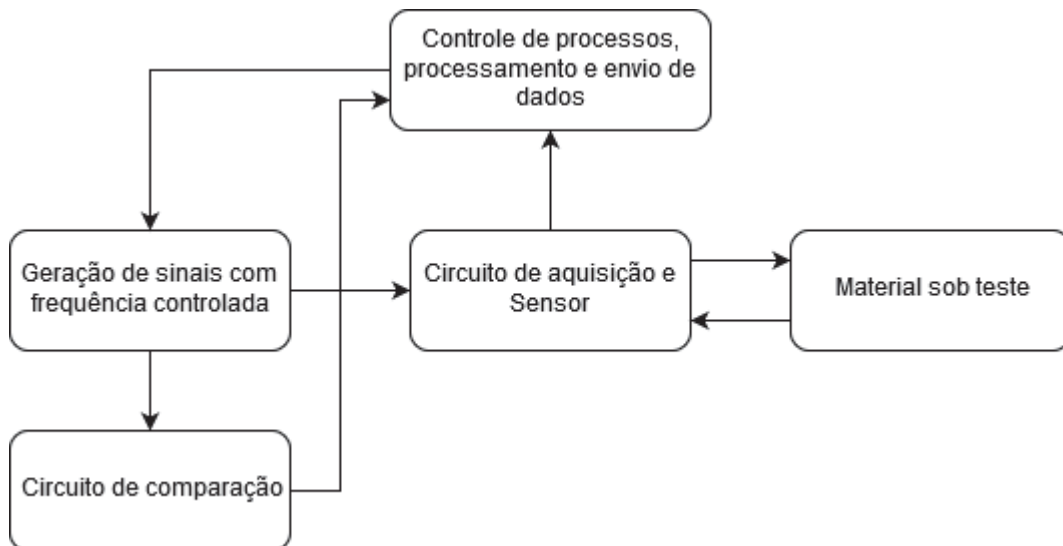 Controle de processos,
processamento e envio de
dados
Geração de sinais com
frequência controlada
Circuito de aquisição e
Sensor
Material sob teste
Circuito de comparação